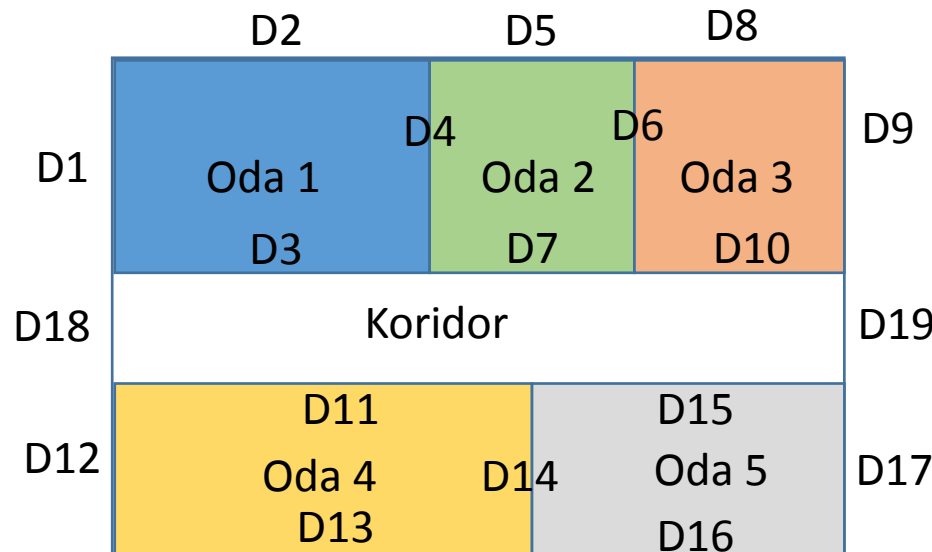 D2 D5 D8
D4 D6 D9
D1 Oda 1 Oda 2 Oda 3
D3 D7 D10
D18 Koridor D19
D11 D15
D12 Oda 4 D14 Oda 5 D17
D13 D16